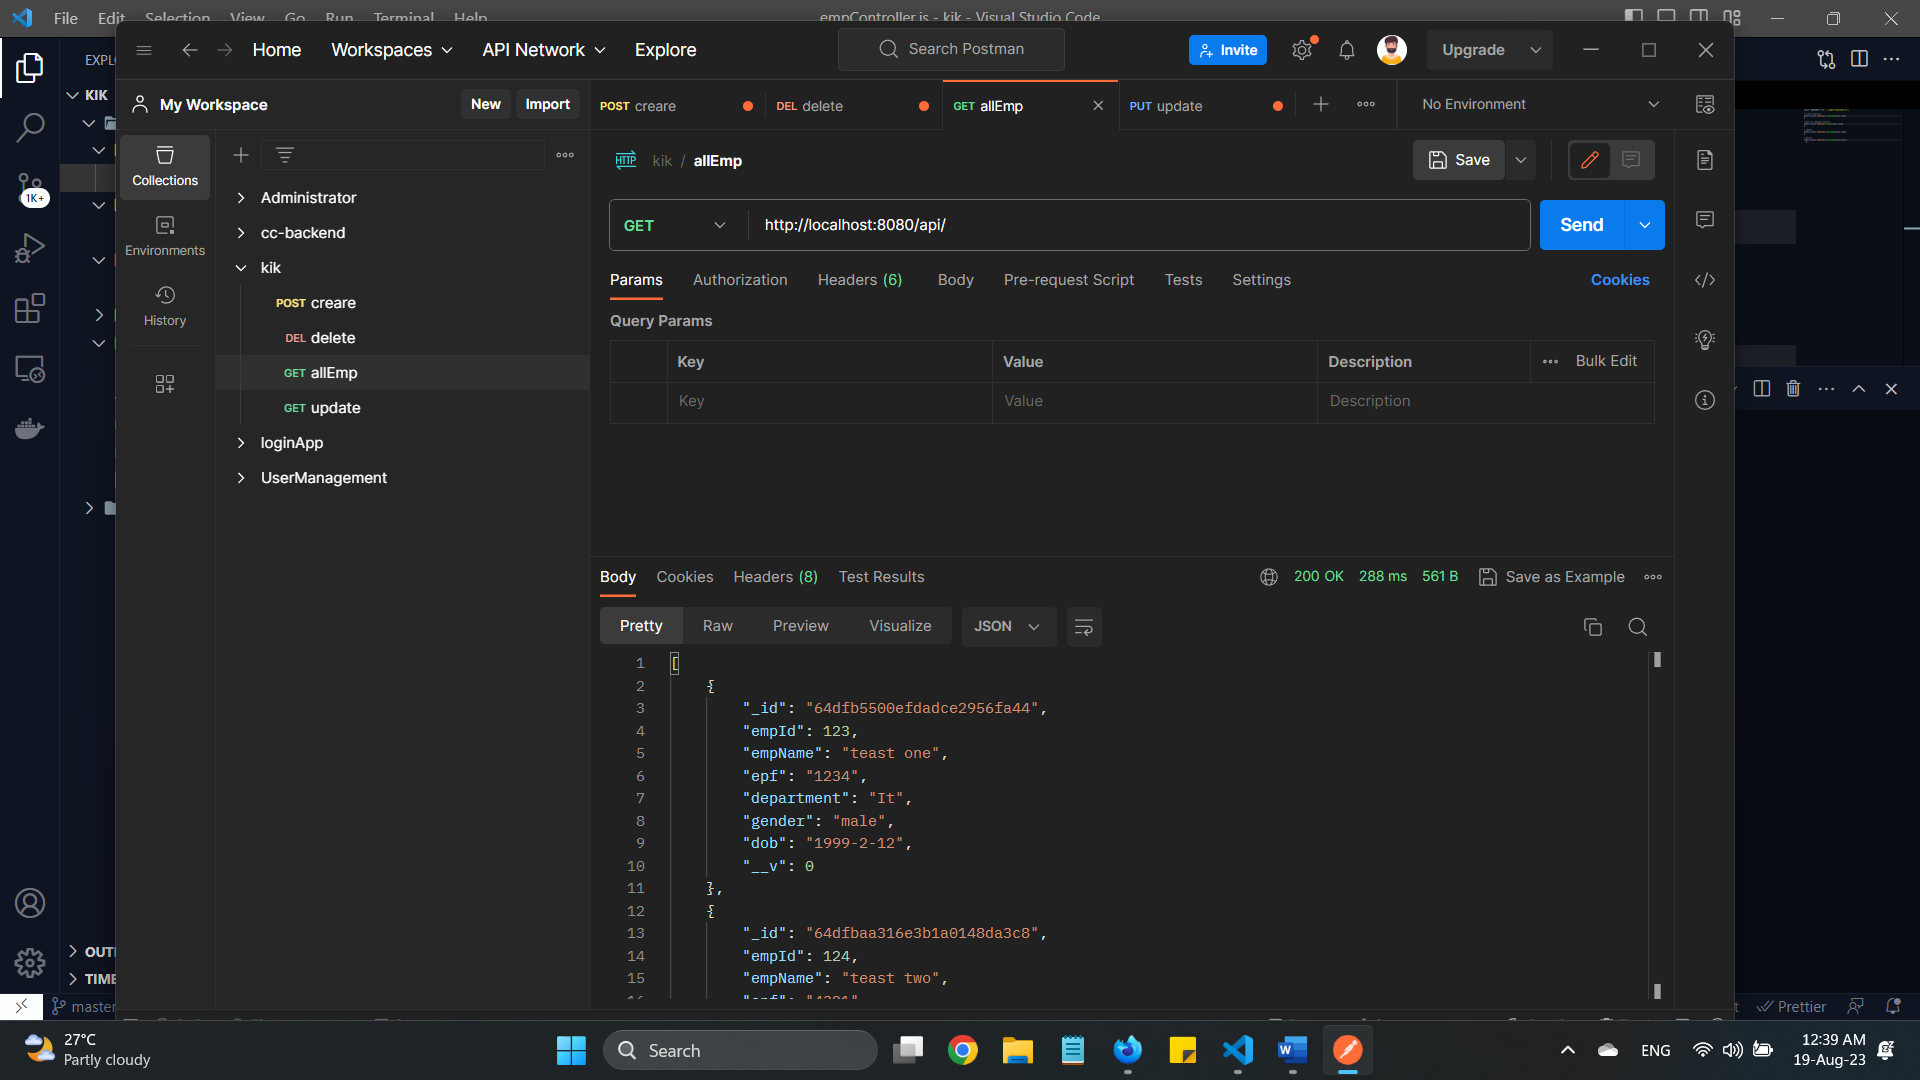 File Edit Selection View Go Run Terminal Help
empController.js - kik - Visual Studio Code
Home Workspaces API Network Explore
Search Postman
Invite
Upgrade
EXPL
KIK
My Workspace
New Import
POST creare
DEL delete
GET allEmp
PUT update
No Environment
Collections
Environments
History
1K+
Administrator
cc-backend
kik
POST creare
DEL delete
GET allEmp
GET update
loginApp
UserManagement
HTTP kik / allEmp
Save
GET http://localhost:8080/api/
Send
Params Authorization Headers (6) Body Pre-request Script Tests Settings
Cookies
Query Params
Key Value Description Bulk Edit
Key Value Description
Body Cookies Headers (8) Test Results
200 OK 288 ms 561 B Save as Example
Pretty Raw Preview Visualize JSON
1 [
2 {
3 "_id": "64dfb5500efdadce2956fa44",
4 "empId": 123,
5 "empName": "teast one",
6 "epf": "1234",
7 "department": "It",
8 "gender": "male",
9 "dob": "1999-2-12",
10 "__v": 0
11 },
12 {
13 "_id": "64dfbaa316e3b1a0148da3c8",
14 "empId": 124,
15 "empName": "teast two",
OUT
TIME
master
Prettier
27°C
Partly cloudy
Search
ENG
12:39 AM
19-Aug-23